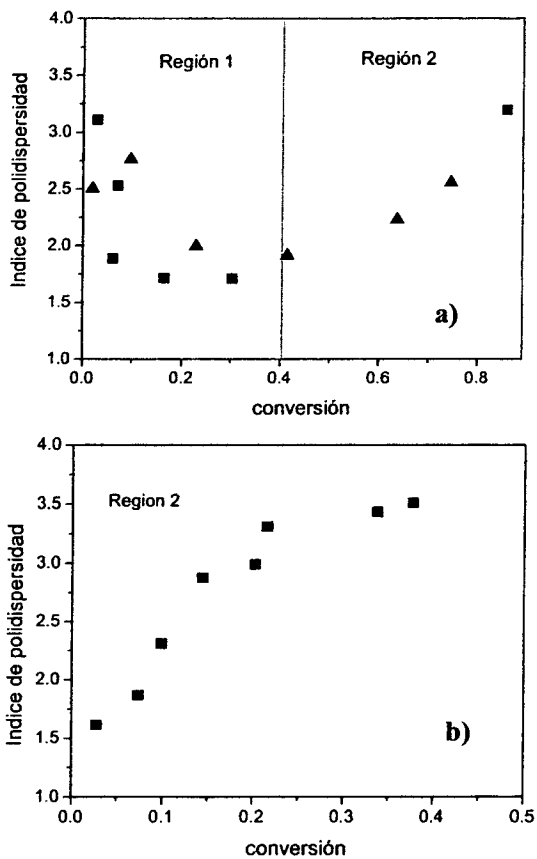 4.0
Región 1
Región 2
3.5
3.0
2.5
2.0
1.5
1.0
Indice de polidispersidad
a)
0.0 0.2 0.4 0.6 0.8
conversión
4.0
Region 2
3.5
3.0
2.5
2.0
1.5
1.0
Indice de polidispersidad
b)
0.0 0.1 0.2 0.3 0.4 0.5
conversión